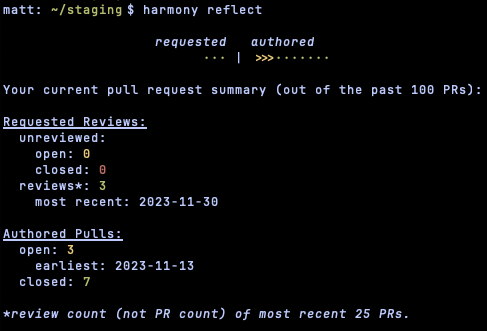 matt: ~/staging $ harmony reflect
requested authored
··· | >>>·······
Your current pull request summary (out of the past 100 PRs):
Requested Reviews:
unreviewed:
open: 0
closed: 0
reviews*: 3
most recent: 2023-11-30
Authored Pulls:
open: 3
earliest: 2023-11-13
closed: 7
*review count (not PR count) of most recent 25 PRs.